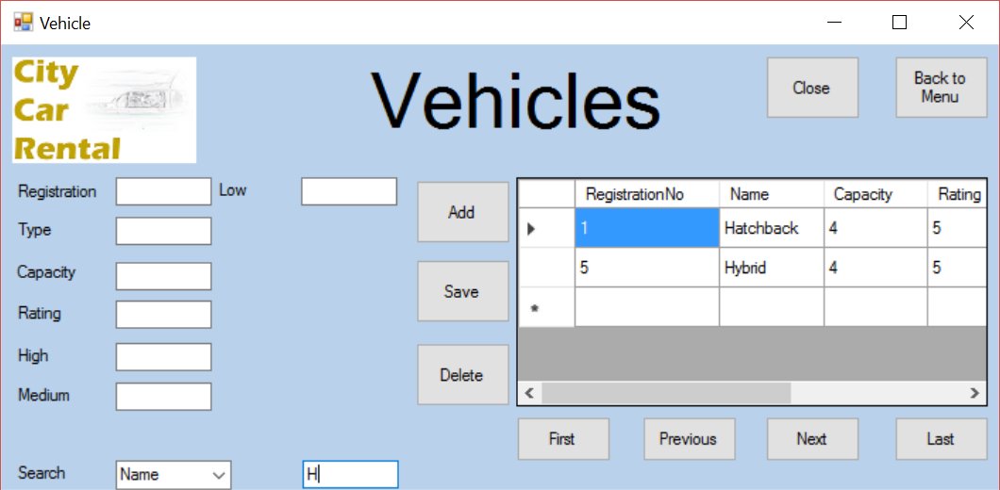 Vehicle
City
Car
Rental
Vehicles
Close
Back to
Menu
Registration
Low
Type
Capacity
Rating
High
Medium
Add
Save
Delete
RegistrationNo Name Capacity Rating
1 Hatchback 4 5
5 Hybrid 4 5
*
First Previous Next Last
Search Name H